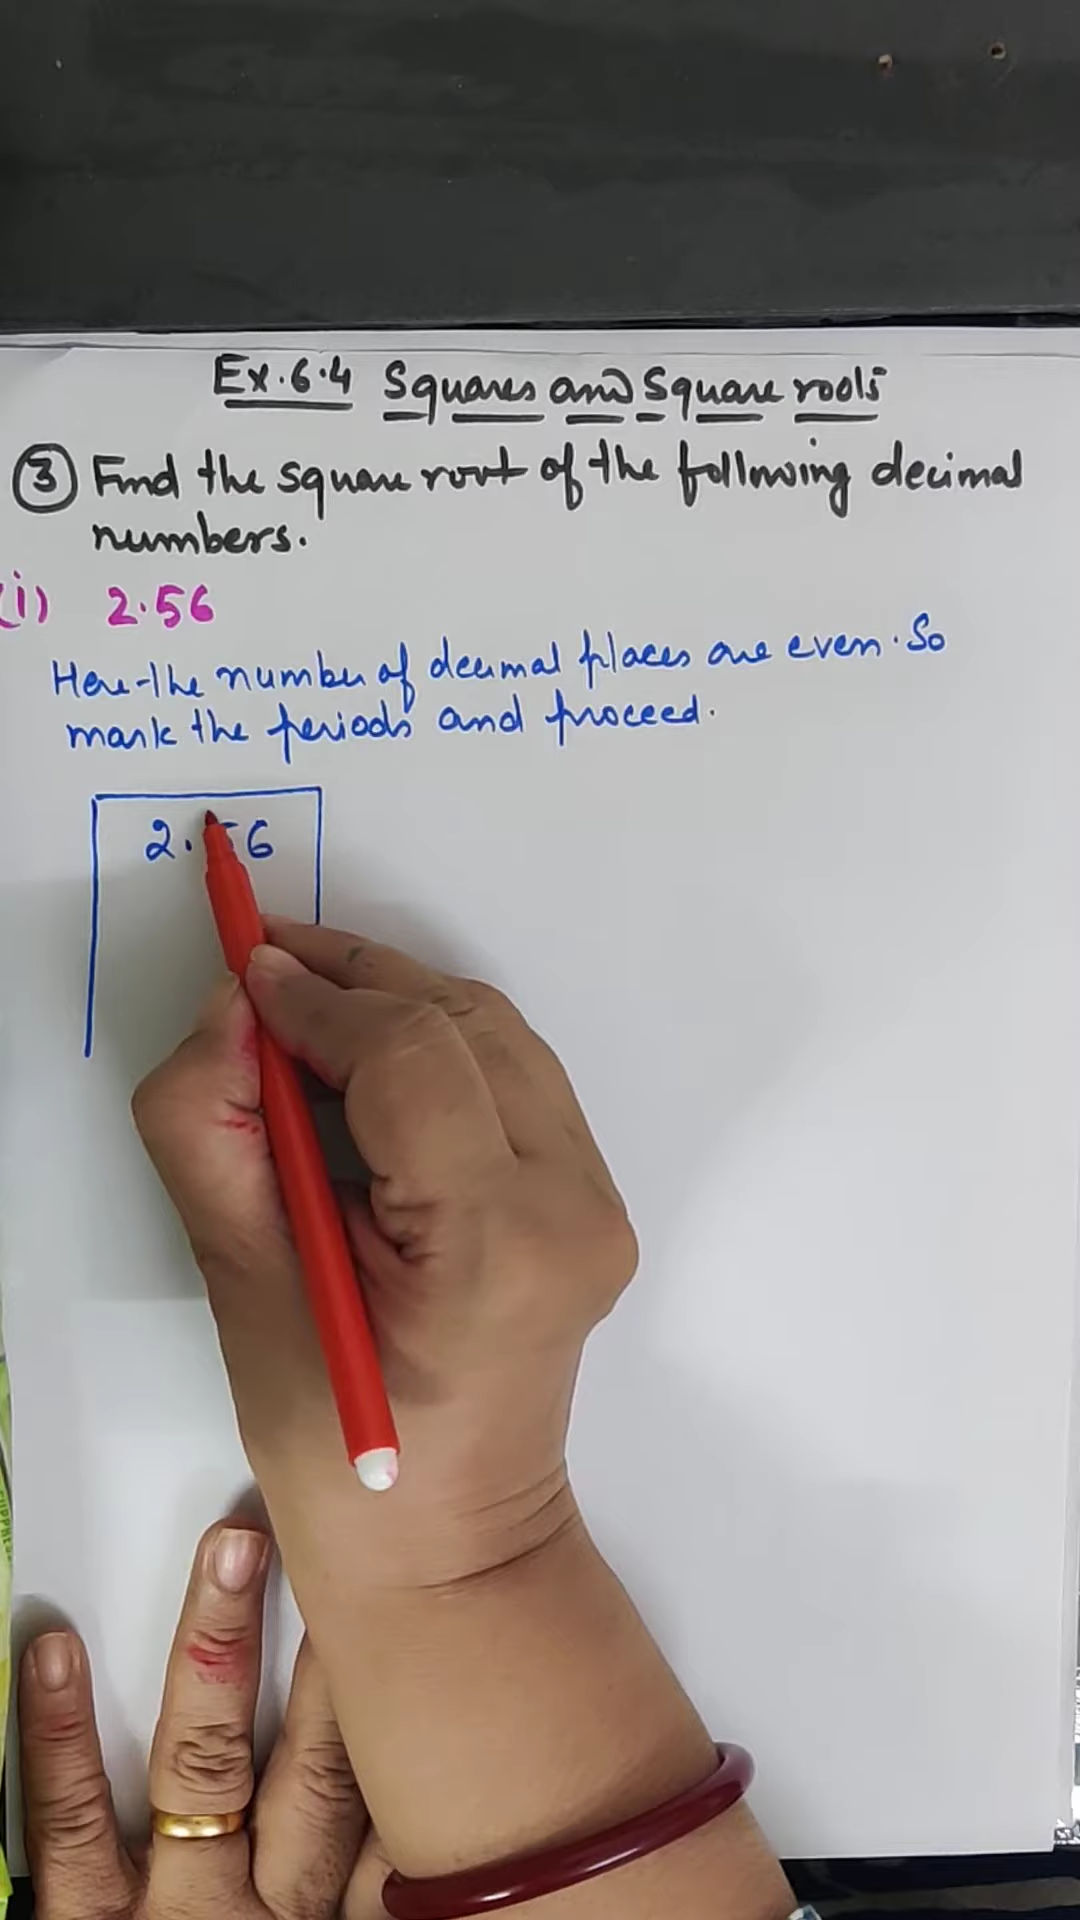 Ex.6.4 Squares and Square roots
③ Find the square root of the following decimal
numbers.
(i) 2.56
Here the number of decimal places are even. So
mark the periods and proceed.
2.56